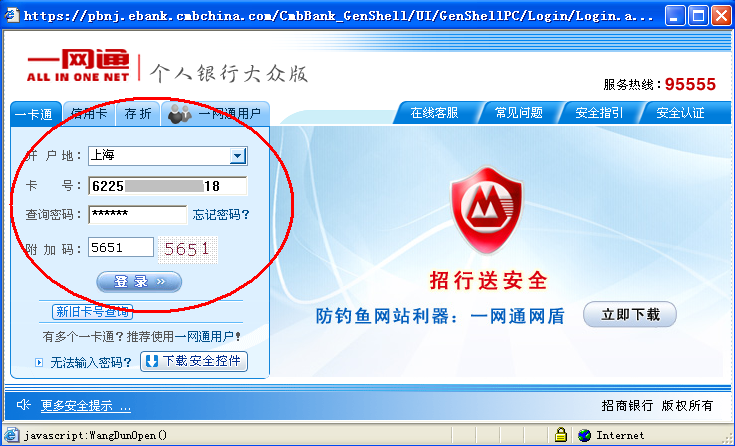 https://pbnj.ebank.cmbchina.com/CmbBank_GenShell/UI/GenShellPC/Login/Login.a...
一网通
ALL IN ONE NET
个人银行大众版
服务热线：95555
一卡通 信用卡 存折 一网通用户
在线客服 常见问题 安全指引 安全认证
开 户 地： 上海
卡 号： 6225 18
查询密码： ****** 忘记密码?
附 加 码： 5651 5651
登 录 »
新旧卡号查询
有多个一卡通？推荐使用一网通用户!
无法输入密码? 下载安全控件
招行送安全
防钓鱼网站利器：一网通网盾 立即下载
更多安全提示 ...
招商银行 版权所有
javascript:WangDunOpen()
Internet